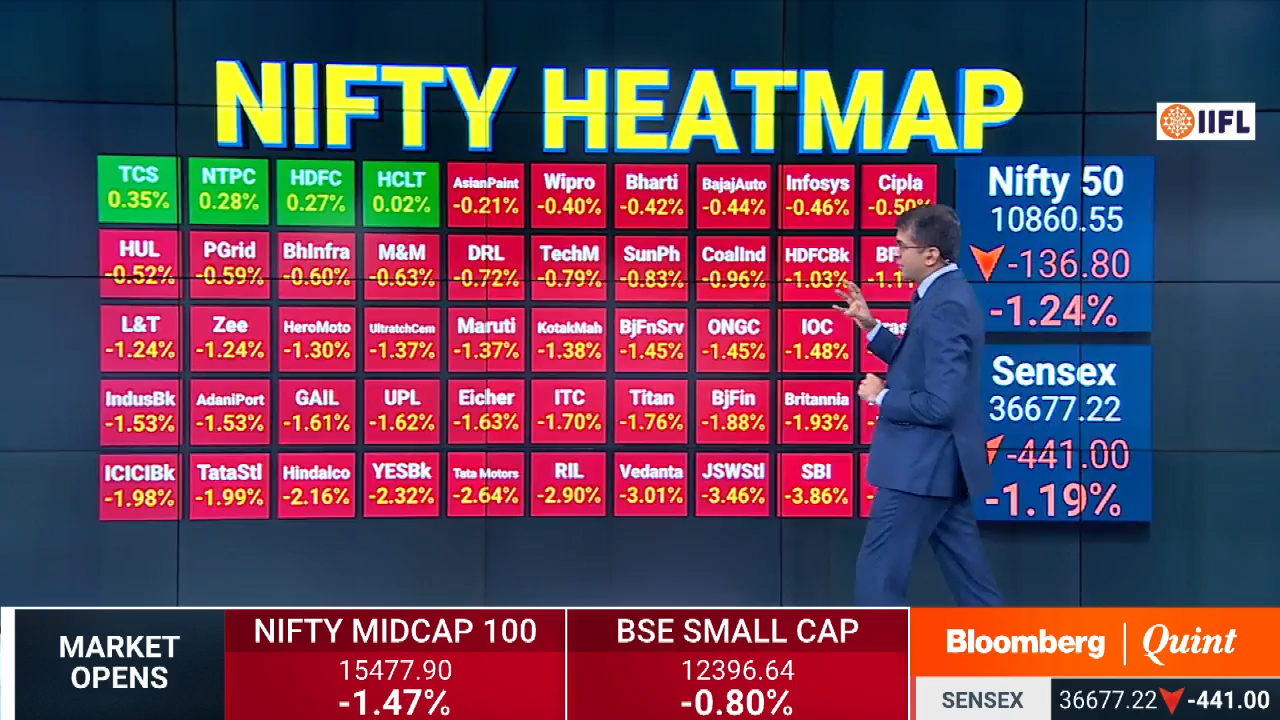 NIFTY HEATMAP
IIFL
TCS NTPC HDFC HCLT AsianPaint Wipro Bharti BajajAuto Infosys Cipla
0.35% 0.28% 0.27% 0.02% -0.21% -0.40% -0.42% -0.44% -0.46% -0.50%
HUL PGrid BhInfra M&M DRL TechM SunPh CoalInd HDFCBk
-0.52% -0.59% -0.60% -0.63% -0.72% -0.79% -0.83% -0.96% -1.03%
L&T Zee HeroMoto UltratchCem Maruti KotakMah BjFnSrv ONGC IOC
-1.24% -1.24% -1.30% -1.37% -1.37% -1.38% -1.45% -1.45% -1.48%
IndusBk AdaniPort GAIL UPL Eicher ITC Titan BjFin Britannia
-1.53% -1.53% -1.61% -1.62% -1.63% -1.70% -1.76% -1.88% -1.93%
ICICIBk TataStl Hindalco YESBk Tata Motors RIL Vedanta JSWStl SBI
-1.98% -1.99% -2.16% -2.32% -2.64% -2.90% -3.01% -3.46% -3.86%
Nifty 50
10860.55
-136.80
-1.24%
Sensex
36677.22
-441.00
-1.19%
MARKET
OPENS
NIFTY MIDCAP 100
15477.90
-1.47%
BSE SMALL CAP
12396.64
-0.80%
Bloomberg | Quint
SENSEX 36677.22 -441.00